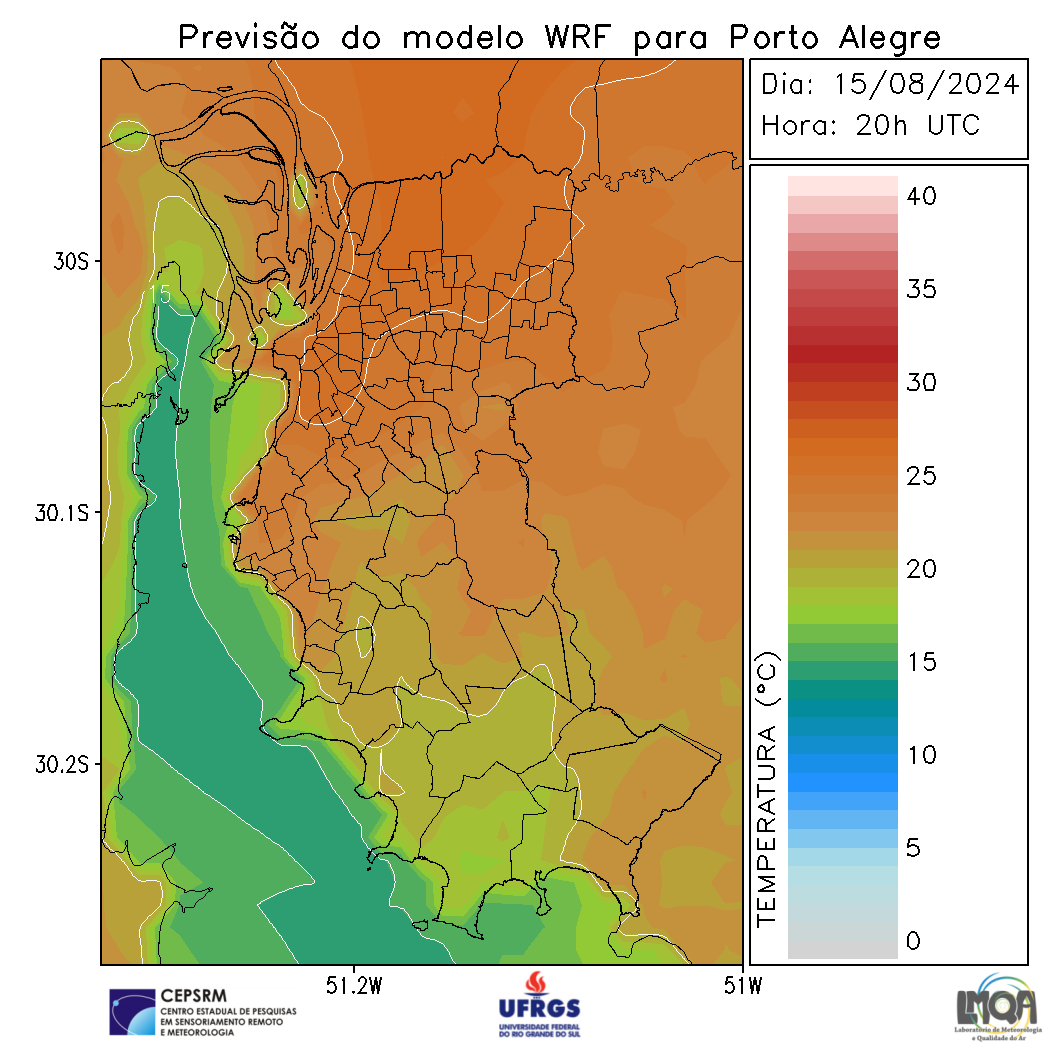 Previsão do modelo WRF para Porto Alegre
Dia: 15/08/2024
Hora: 20h UTC
40
35
30
25
20
15
10
5
0
TEMPERATURA (°C)
30S
30.1S
30.2S
15
51.2W
51W
CEPSRM
CENTRO ESTADUAL DE PESQUISAS
EM SENSORIAMENTO REMOTO
E METEOROLOGIA
UFRGS
UNIVERSIDADE FEDERAL
DO RIO GRANDE DO SUL
LMQA
Laboratório de Meteorologia
e Qualidade do Ar